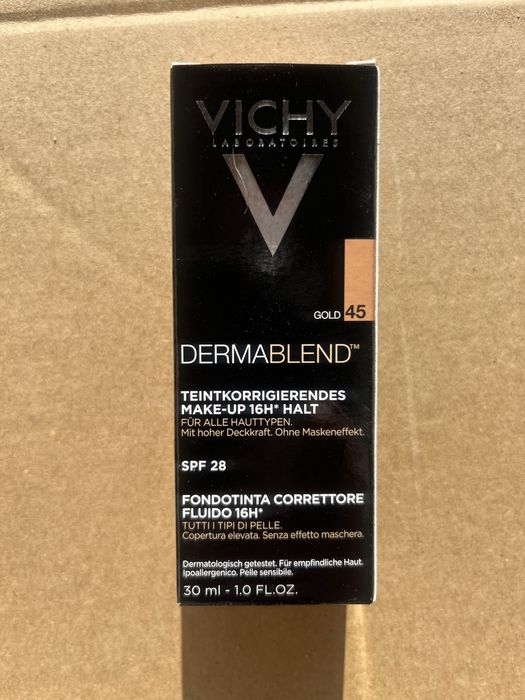 VICHY
LABORATOIRES
V
GOLD 45
DERMABLEND™
TEINTKORRIGIERENDES
MAKE-UP 16H* HALT
FÜR ALLE HAUTTYPEN.
Mit hoher Deckkraft. Ohne Maskeneffekt.
SPF 28
FONDOTINTA CORRETTORE
FLUIDO 16H*
TUTTI I TIPI DI PELLE.
Copertura elevata. Senza effetto maschera.
Dermatologisch getestet. Für empfindliche Haut.
Ipoallergenico. Pelle sensibile.
30 ml - 1.0 FL.OZ.